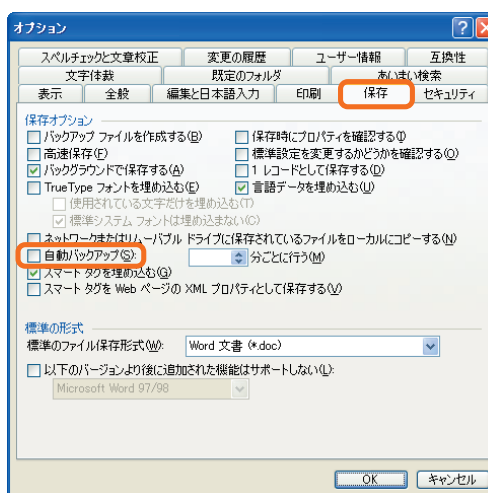 オプション
スペルチェックと文章校正 変更の履歴 ユーザー情報 互換性
文字体裁 既定のフォルダ あいまい検索
表示 全般 編集と日本語入力 印刷 保存 セキュリティ
保存オプション
バックアップ ファイルを作成する(B) 保存時にプロパティを確認する(I)
高速保存(F) 標準設定を変更するかどうかを確認する(O)
バックグラウンドで保存する(A) 1 レコードとして保存する(D)
TrueType フォントを埋め込む(E) 言語データを埋め込む(U)
使用されている文字だけを埋め込む(T)
標準システム フォントは埋め込まない(C)
ネットワークまたはリムーバブル ドライブに保存されているファイルをローカルにコピーする(N)
自動バックアップ(S): 分ごとに行う(M)
スマート タグを埋め込む(G)
スマート タグを Web ページの XML プロパティとして保存する(V)
標準の形式
標準のファイル保存形式(W): Word 文書 (*.doc)
以下のバージョンより後に追加された機能はサポートしない(L):
Microsoft Word 97/98
OK キャンセル